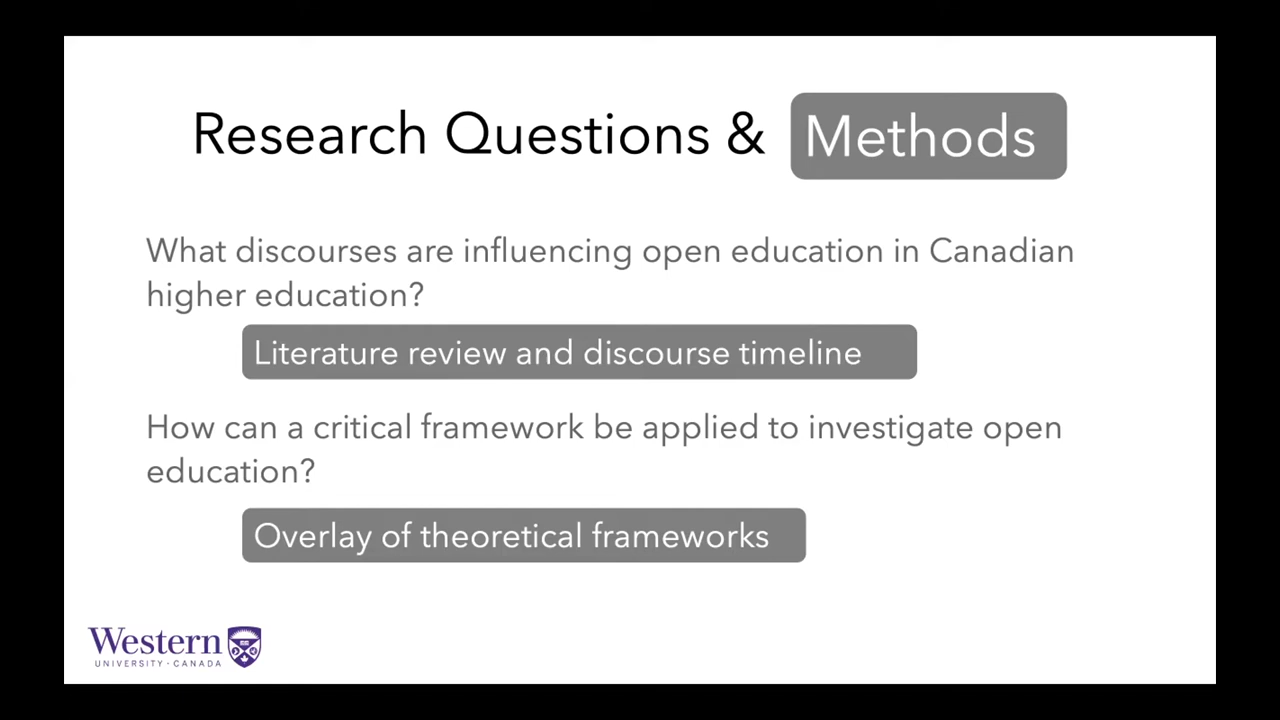 Research Questions & Methods
What discourses are influencing open education in Canadian
higher education?
Literature review and discourse timeline
How can a critical framework be applied to investigate open
education?
Overlay of theoretical frameworks
Western
UNIVERSITY · CANADA